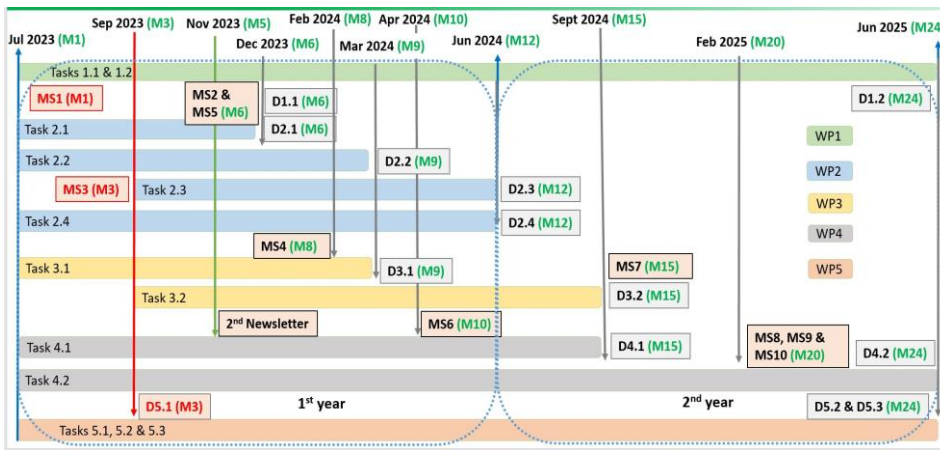 Jul 2023 (M1)
Sep 2023 (M3)
Nov 2023 (M5)
Dec 2023 (M6)
Feb 2024 (M8)
Mar 2024 (M9)
Apr 2024 (M10)
Jun 2024 (M12)
Sept 2024 (M15)
Feb 2025 (M20)
Jun 2025 (M24
Tasks 1.1 & 1.2
MS1 (M1)
MS2 &
MS5 (M6)
D1.1 (M6)
D1.2 (M24)
Task 2.1
D2.1 (M6)
WP1
Task 2.2
D2.2 (M9)
WP2
MS3 (M3)
Task 2.3
D2.3 (M12)
WP3
Task 2.4
D2.4 (M12)
WP4
MS4 (M8)
Task 3.1
D3.1 (M9)
MS7 (M15)
WP5
Task 3.2
D3.2 (M15)
2nd Newsletter
MS6 (M10)
Task 4.1
D4.1 (M15)
MS8, MS9 &
MS10 (M20)
D4.2 (M24)
Task 4.2
D5.1 (M3)
1st year
2nd year
D5.2 & D5.3 (M24)
Tasks 5.1, 5.2 & 5.3